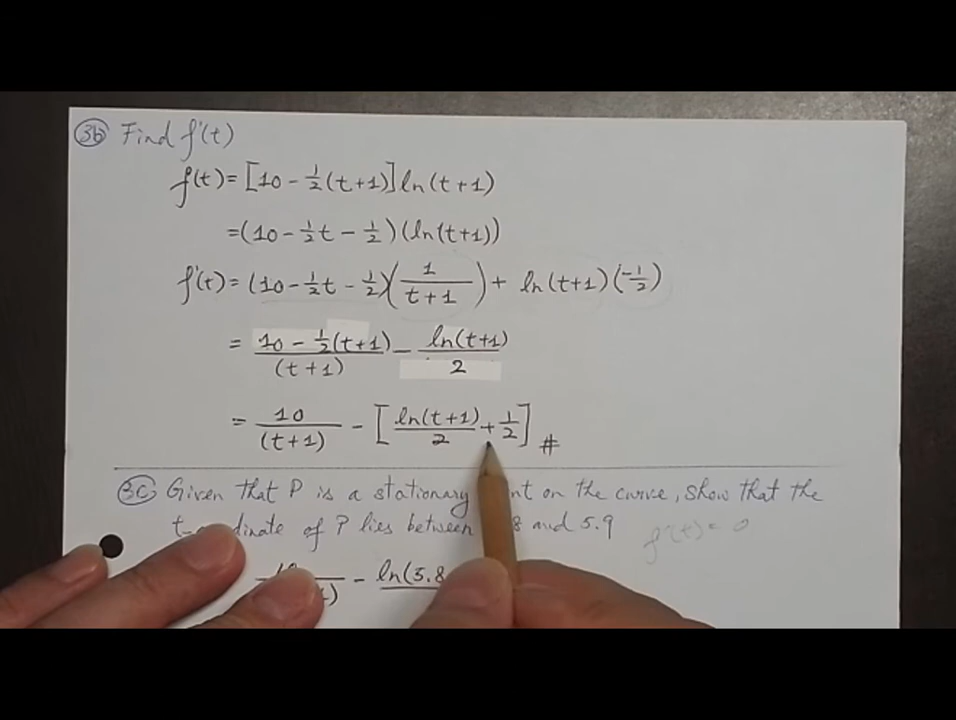 3b Find f'(t)
f(t) = [10 - 1/2(t+1)] ln(t+1)
= (10 - 1/2t - 1/2)(ln(t+1))
f'(t) = (10 - 1/2t - 1/2)(1/(t+1)) + ln(t+1)(-1/2)
= (10 - 1/2(t+1))/(t+1) - ln(t+1)/2
= 10/(t+1) - [ln(t+1)/2 + 1/2] #
3c Given that P is a stationary nt on the curve, show that the
dinate of P lies between 8 and 5.9 f'(t) = 0
- ln(5.8